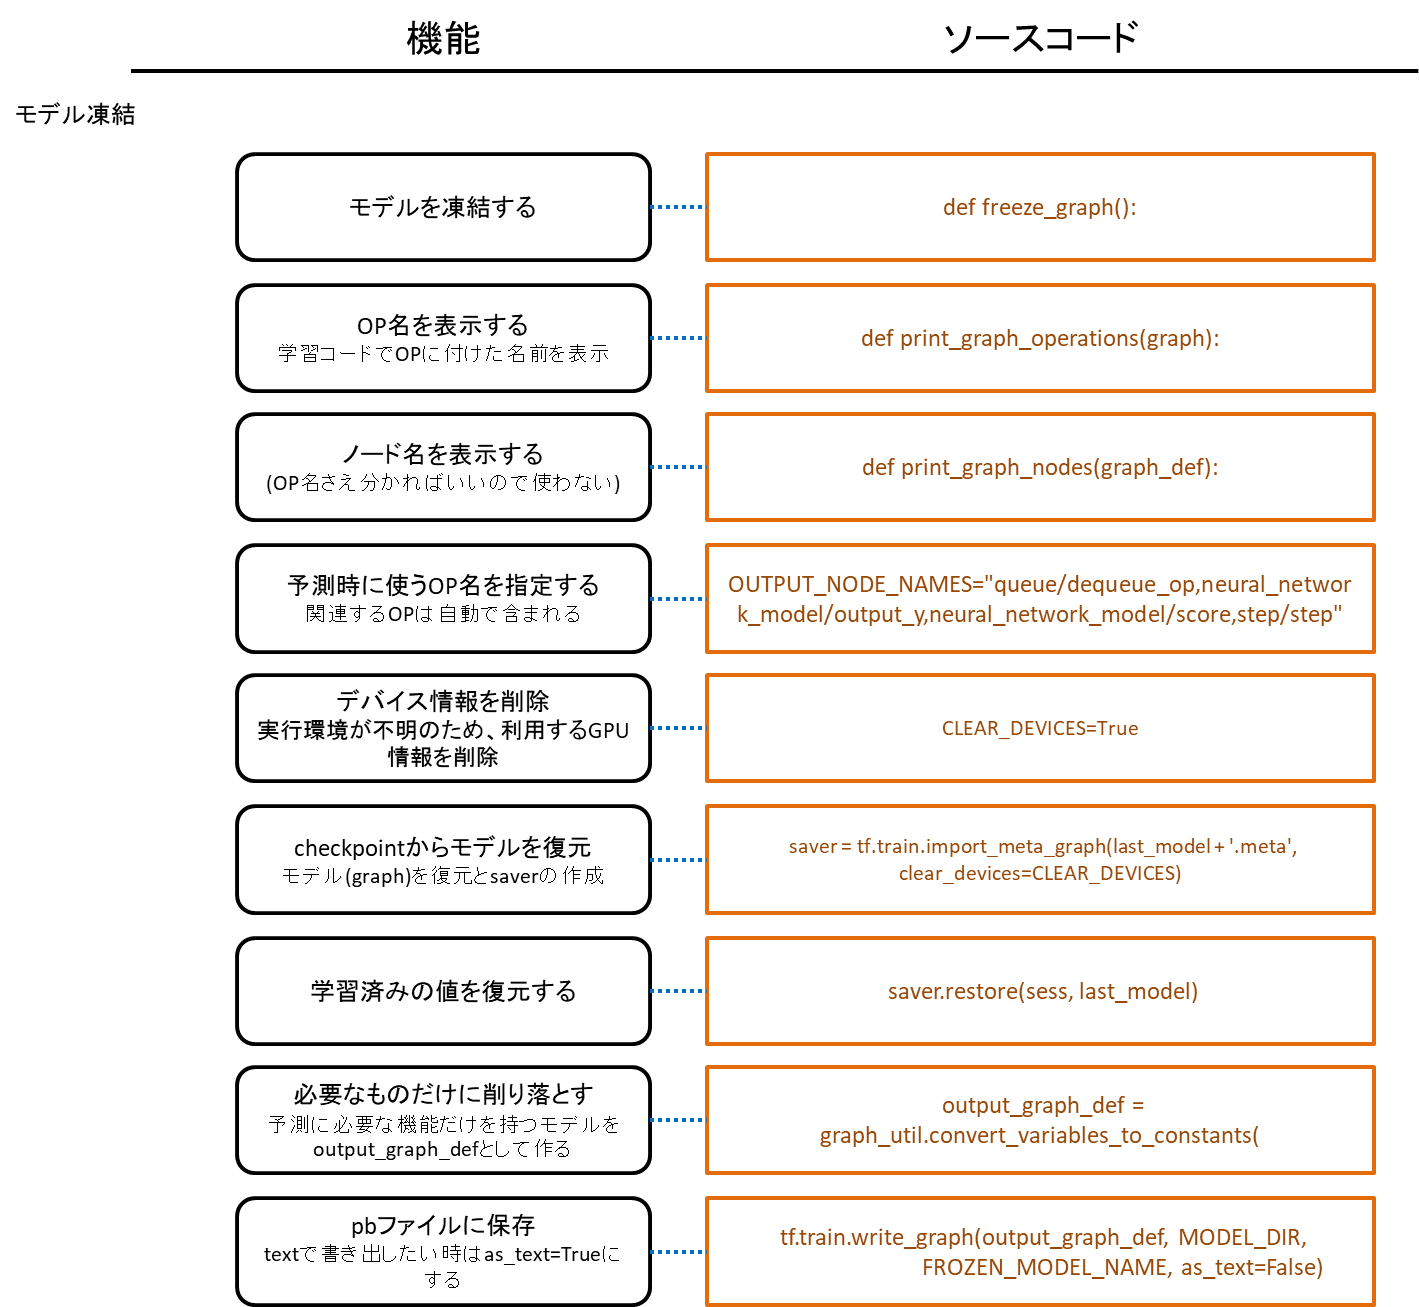 機能
ソースコード
モデル凍結
モデルを凍結する
def freeze_graph():
OP名を表示する
学習コードでOPに付けた名前を表示
def print_graph_operations(graph):
ノード名を表示する
(OP名さえ分かればいいので使わない)
def print_graph_nodes(graph_def):
予測時に使うOP名を指定する
関連するOPは自動で含まれる
OUTPUT_NODE_NAMES="queue/dequeue_op,neural_networ
k_model/output_y,neural_network_model/score,step/step"
デバイス情報を削除
実行環境が不明のため、利用するGPU
情報を削除
CLEAR_DEVICES=True
checkpointからモデルを復元
モデル(graph)を復元とsaverの作成
saver = tf.train.import_meta_graph(last_model + '.meta',
clear_devices=CLEAR_DEVICES)
学習済みの値を復元する
saver.restore(sess, last_model)
必要なものだけに削り落とす
予測に必要な機能だけを持つモデルを
output_graph_defとして作る
output_graph_def =
graph_util.convert_variables_to_constants(
pbファイルに保存
textで書き出したい時はas_text=Trueに
する
tf.train.write_graph(output_graph_def, MODEL_DIR,
FROZEN_MODEL_NAME, as_text=False)